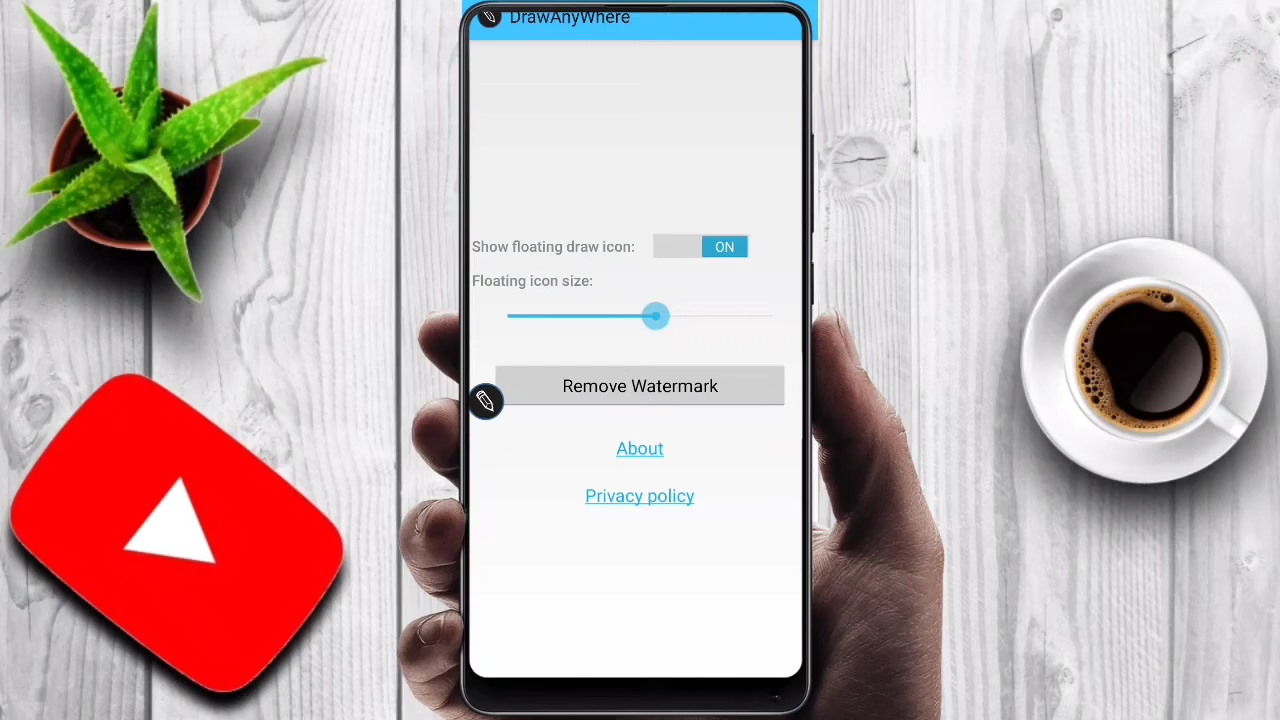 DrawAnyWhere
Show floating draw icon: ON
Floating icon size:
Remove Watermark
About
Privacy policy